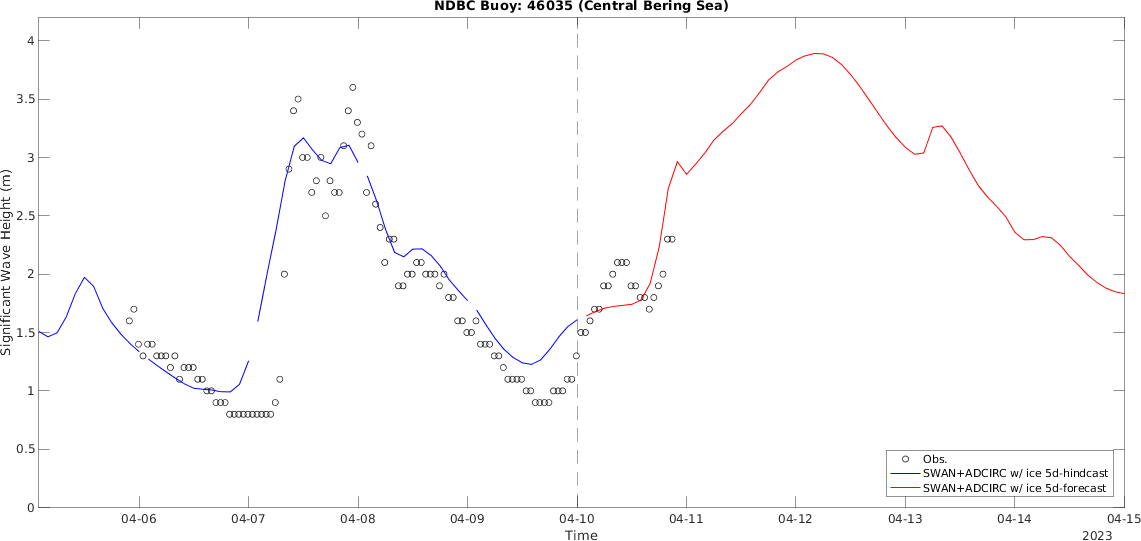 NDBC Buoy: 46035 (Central Bering Sea)
Significant Wave Height (m)
4
3.5
3
2.5
2
1.5
1
0.5
0
Obs.
SWAN+ADCIRC w/ ice 5d-hindcast
SWAN+ADCIRC w/ ice 5d-forecast
04-06 04-07 04-08 04-09 04-10 04-11 04-12 04-13 04-14 04-15
Time
2023